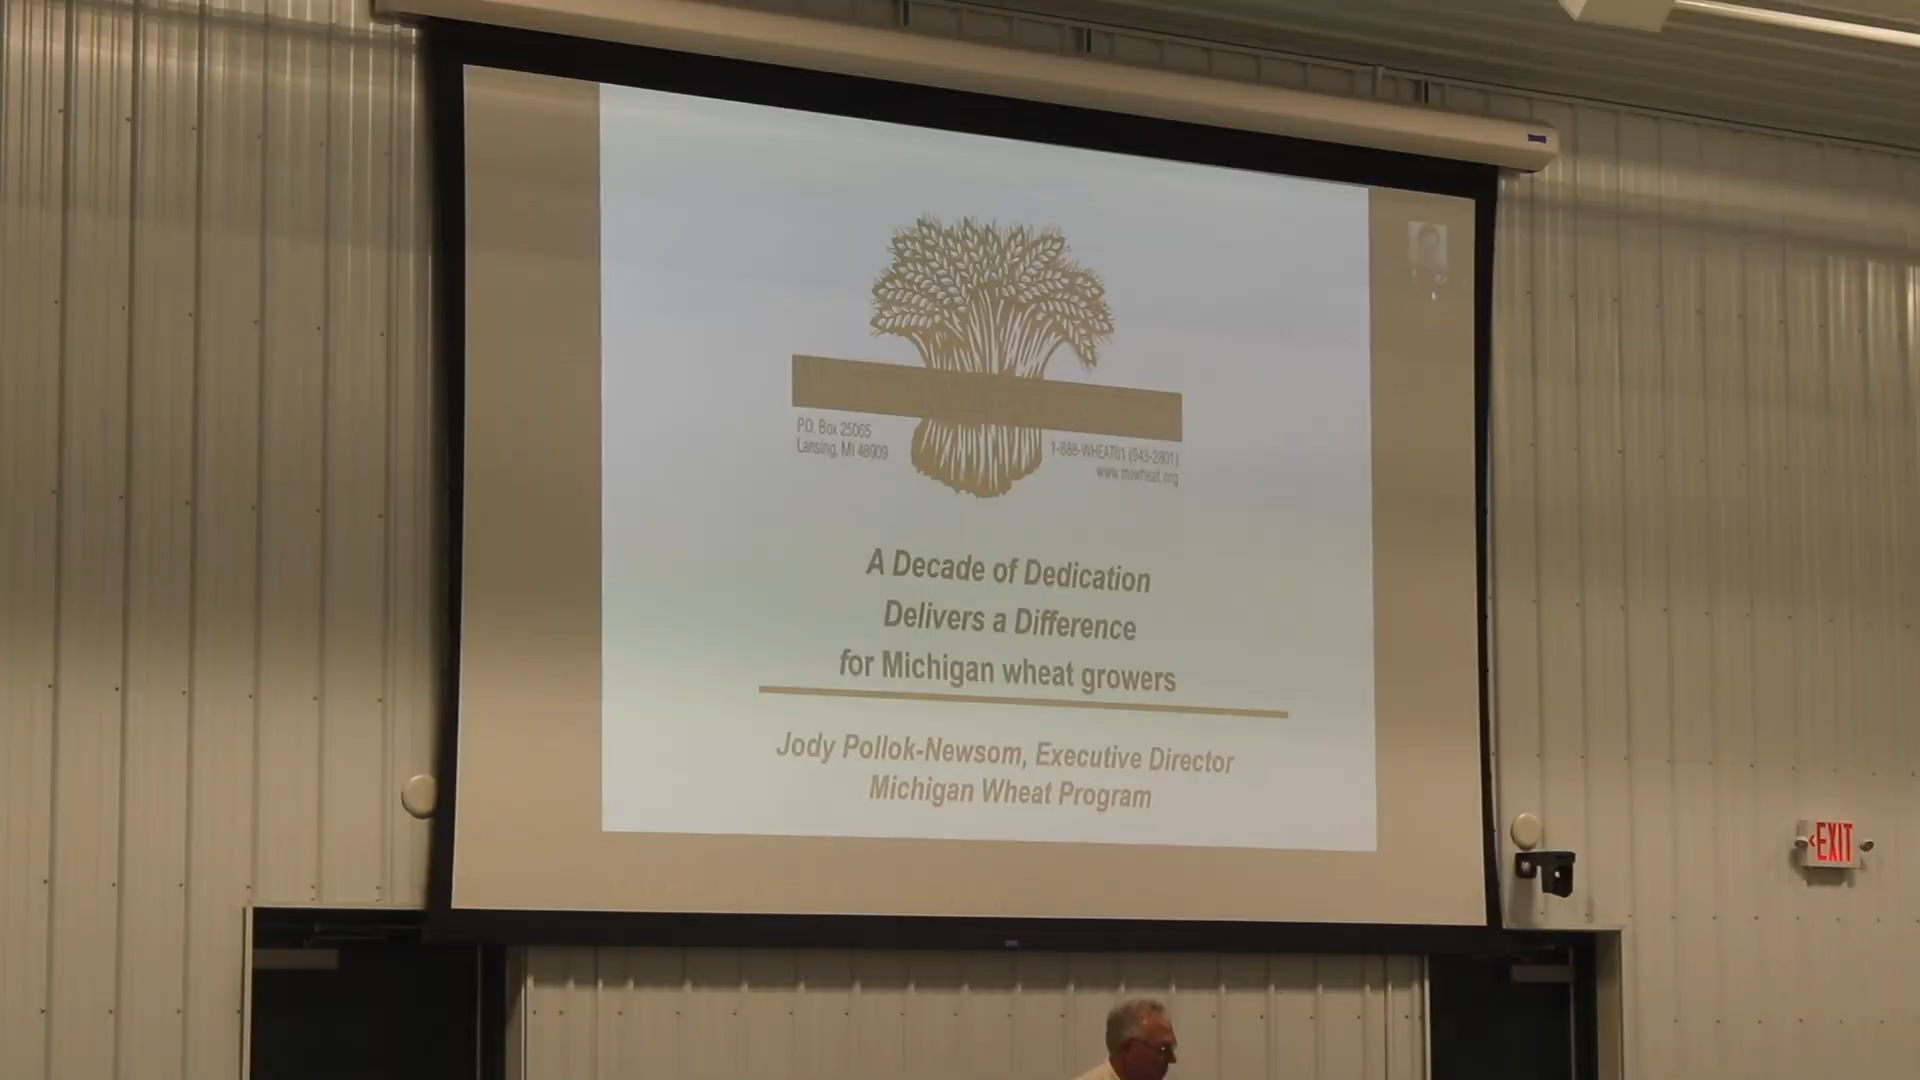 P.O. Box 25065
Lansing, MI 48909
1-888-WHEAT01 (943-2801)
www.miwheat.org
A Decade of Dedication
Delivers a Difference
for Michigan wheat growers
Jody Pollok-Newsom, Executive Director
Michigan Wheat Program
EXIT